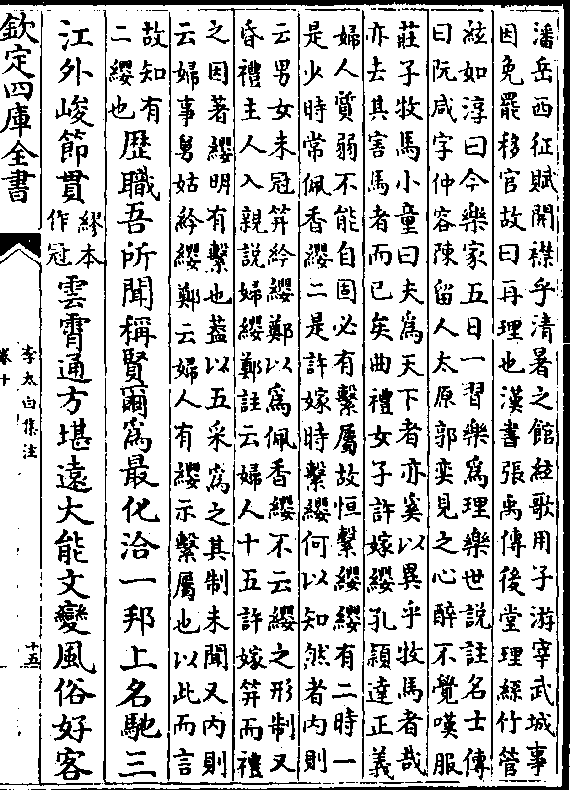 潘岳西征賦開襟乎清暑之館絃歌用子游宰武城事
因免罷移官故曰再理也漢書張禹傳後堂理絲竹管
絃如淳曰今樂家五日一習樂為理樂世說註名士傳
曰阮咸字仲容陳留人太原郭奕見之心醉不覺嘆服
莊子牧馬小童曰夫為天下者亦奚以異乎牧馬者哉
亦去其害馬者而已矣曲禮女子許嫁纓孔穎達正義
婦人質弱不能自固必有繫屬故恒繫纓纓有二時一
是少時常佩香纓二是許嫁時繫纓何以知然者内則
云男女未冠笄紟纓鄭以為佩香纓不云纓之形制又
昏禮主人入親説婦纓鄭註云婦人十五許嫁笄而禮
之因著纓明有繫也葢以五采為之其制未聞又内則
云婦事舅姑紟纓鄭云婦人有纓示繫屬也以此而言
故知有
二纓也
歴職吾所聞稱賢爾為最化洽一邦上名馳三
江外峻節貫
繆本
作冠
雲霄通方堪遠大能文變風俗好客
欽定四庫全書
李太白集注
卷十
十五